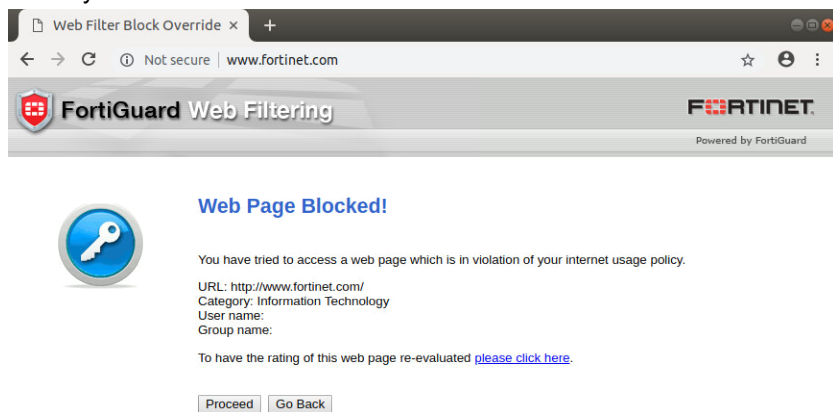 Web Filter Block Override
Not secure www.fortinet.com
FortiGuard Web Filtering
FORTINET
Powered by FortiGuard
Web Page Blocked!
You have tried to access a web page which is in violation of your internet usage policy.
URL: http://www.fortinet.com/
Category: Information Technology
User name:
Group name:
To have the rating of this web page re-evaluated please click here.
Proceed Go Back